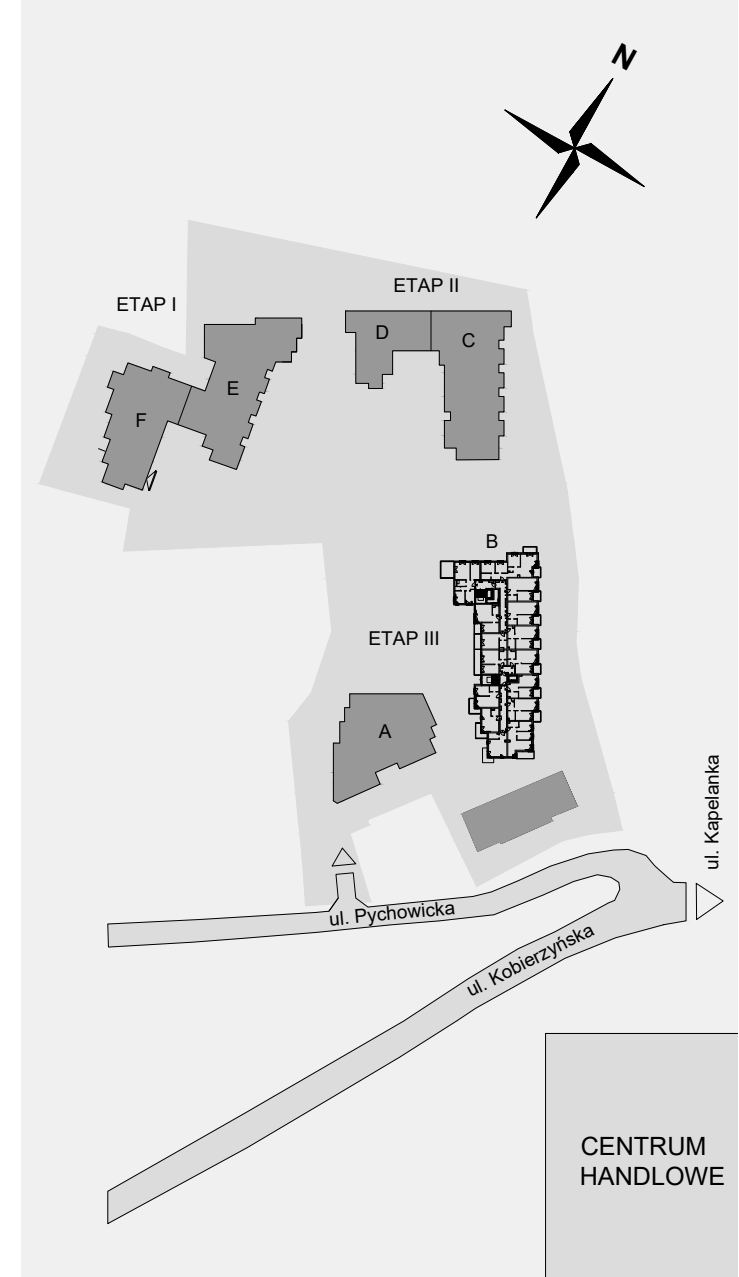 N
ETAP II
ETAP I
D
C
E
F
B
ETAP III
A
ul. Kapelanka
ul. Pychowicka
ul. Kobierzyńska
CENTRUM
HANDLOWE